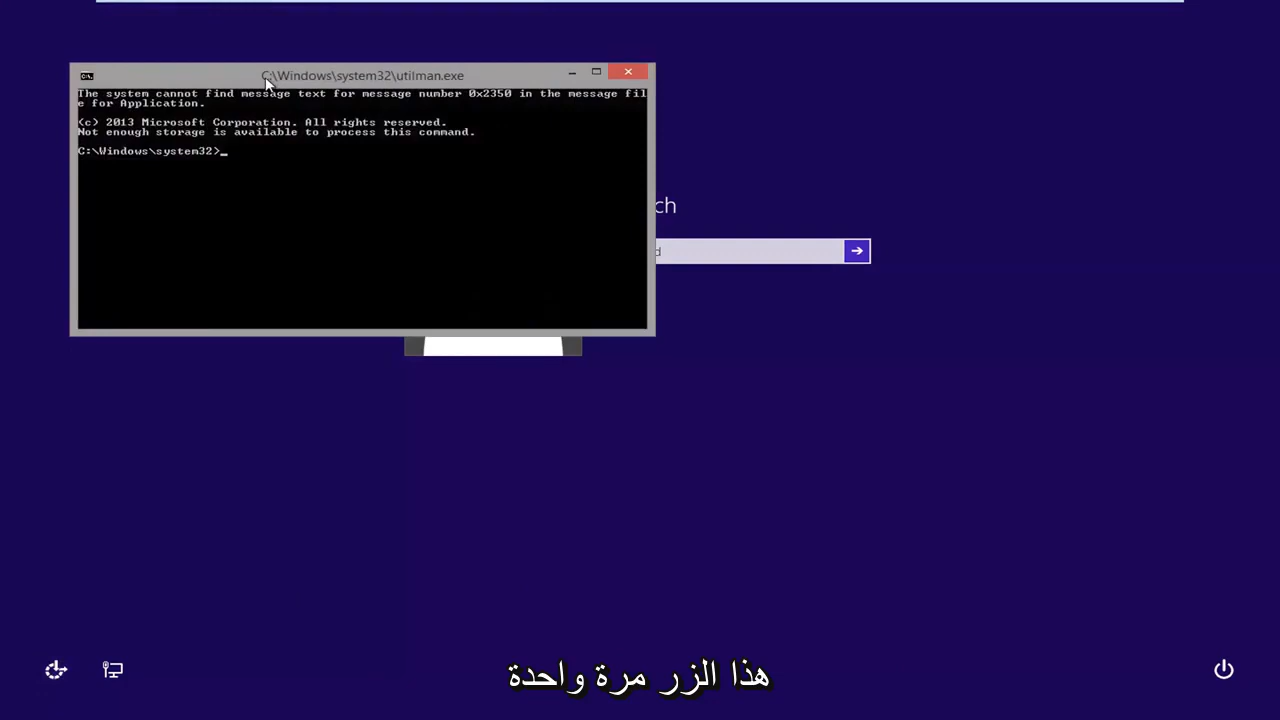 C:\Windows\system32\utilman.exe
The system cannot find message text for message number 0x2350 in the message fil
e for Application.
(c) 2013 Microsoft Corporation. All rights reserved.
Not enough storage is available to process this command.
C:\Windows\system32>_
ch
d
هذا الزر مرة واحدة